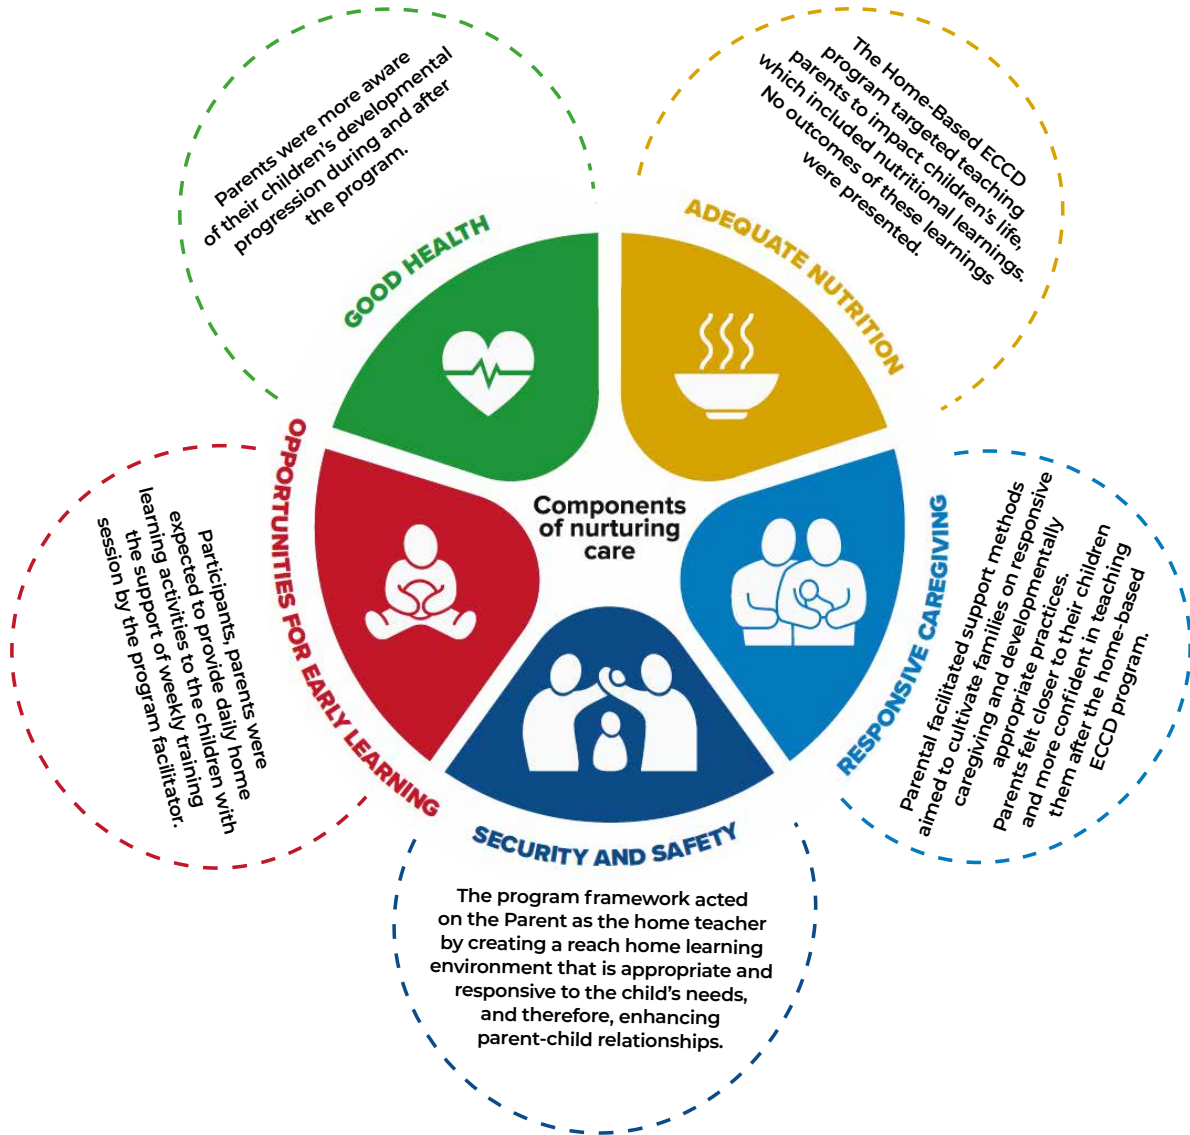 Parents were more aware
of their children's developmental
progression during and after
the program.
GOOD HEALTH
The Home-Based ECCD
program targeted teaching
parents to impact children's life,
which included nutritional learnings.
No outcomes of these learnings
were presented.
ADEQUATE NUTRITION
Components
of nurturing
care
OPPORTUNITIES FOR EARLY LEARNING
Participants, parents were
expected to provide daily home
learning activities to the children with
the support of weekly training
session by the program facilitator.
RESPONSIVE CAREGIVING
Parental facilitated support methods
aimed to cultivate families on responsive
caregiving and developmentally
appropriate practices.
Parents felt closer to their children
and more confident in teaching
them after the home-based
ECCD program.
SECURITY AND SAFETY
The program framework acted
on the Parent as the home teacher
by creating a reach home learning
environment that is appropriate and
responsive to the child's needs,
and therefore, enhancing
parent-child relationships.